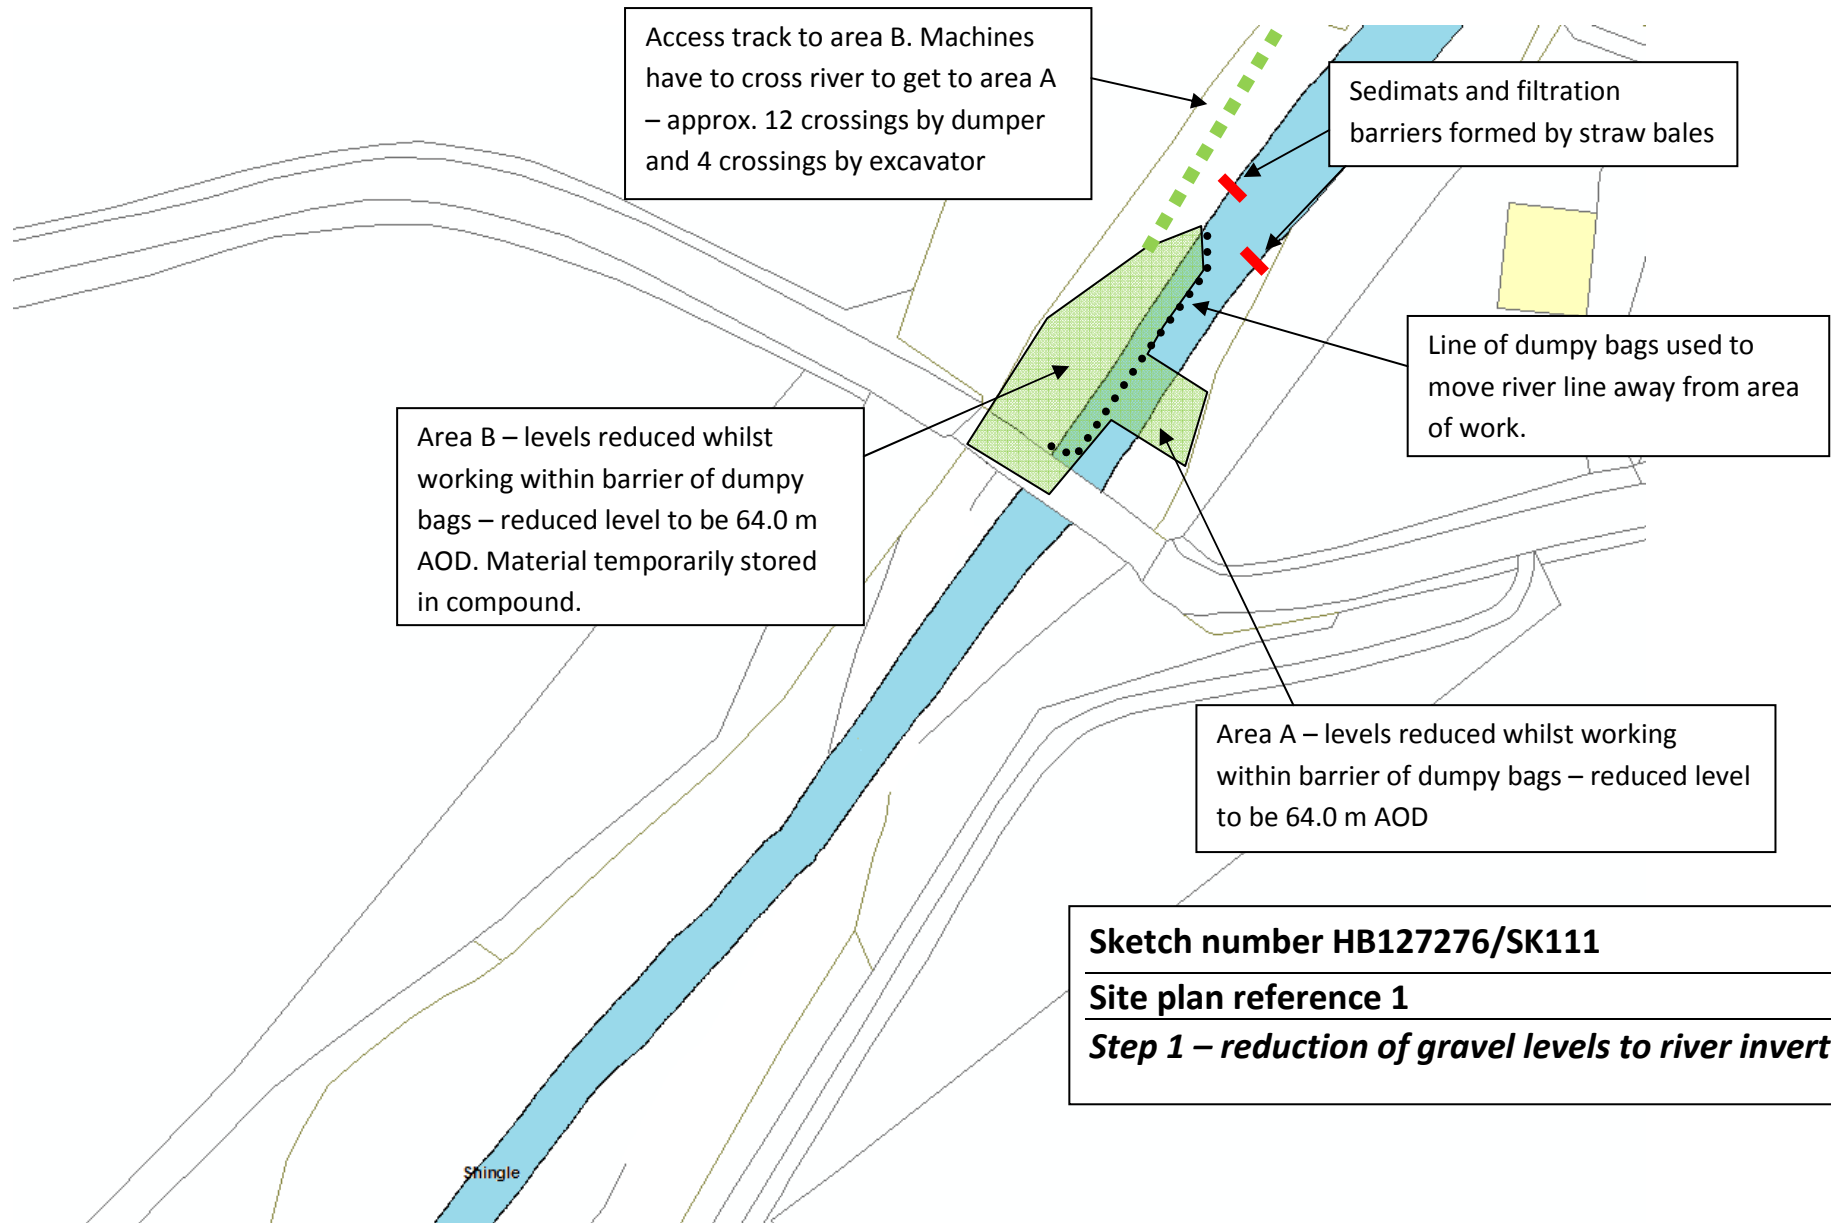 Access track to area B. Machines
have to cross river to get to area A
– approx. 12 crossings by dumper
and 4 crossings by excavator
Sedimats and filtration
barriers formed by straw bales
Line of dumpy bags used to
move river line away from area
of work.
Area B – levels reduced whilst
working within barrier of dumpy
bags – reduced level to be 64.0 m
AOD. Material temporarily stored
in compound.
Area A – levels reduced whilst working
within barrier of dumpy bags – reduced level
to be 64.0 m AOD
Sketch number HB127276/SK111
Site plan reference 1
Step 1 – reduction of gravel levels to river invert
Shingle